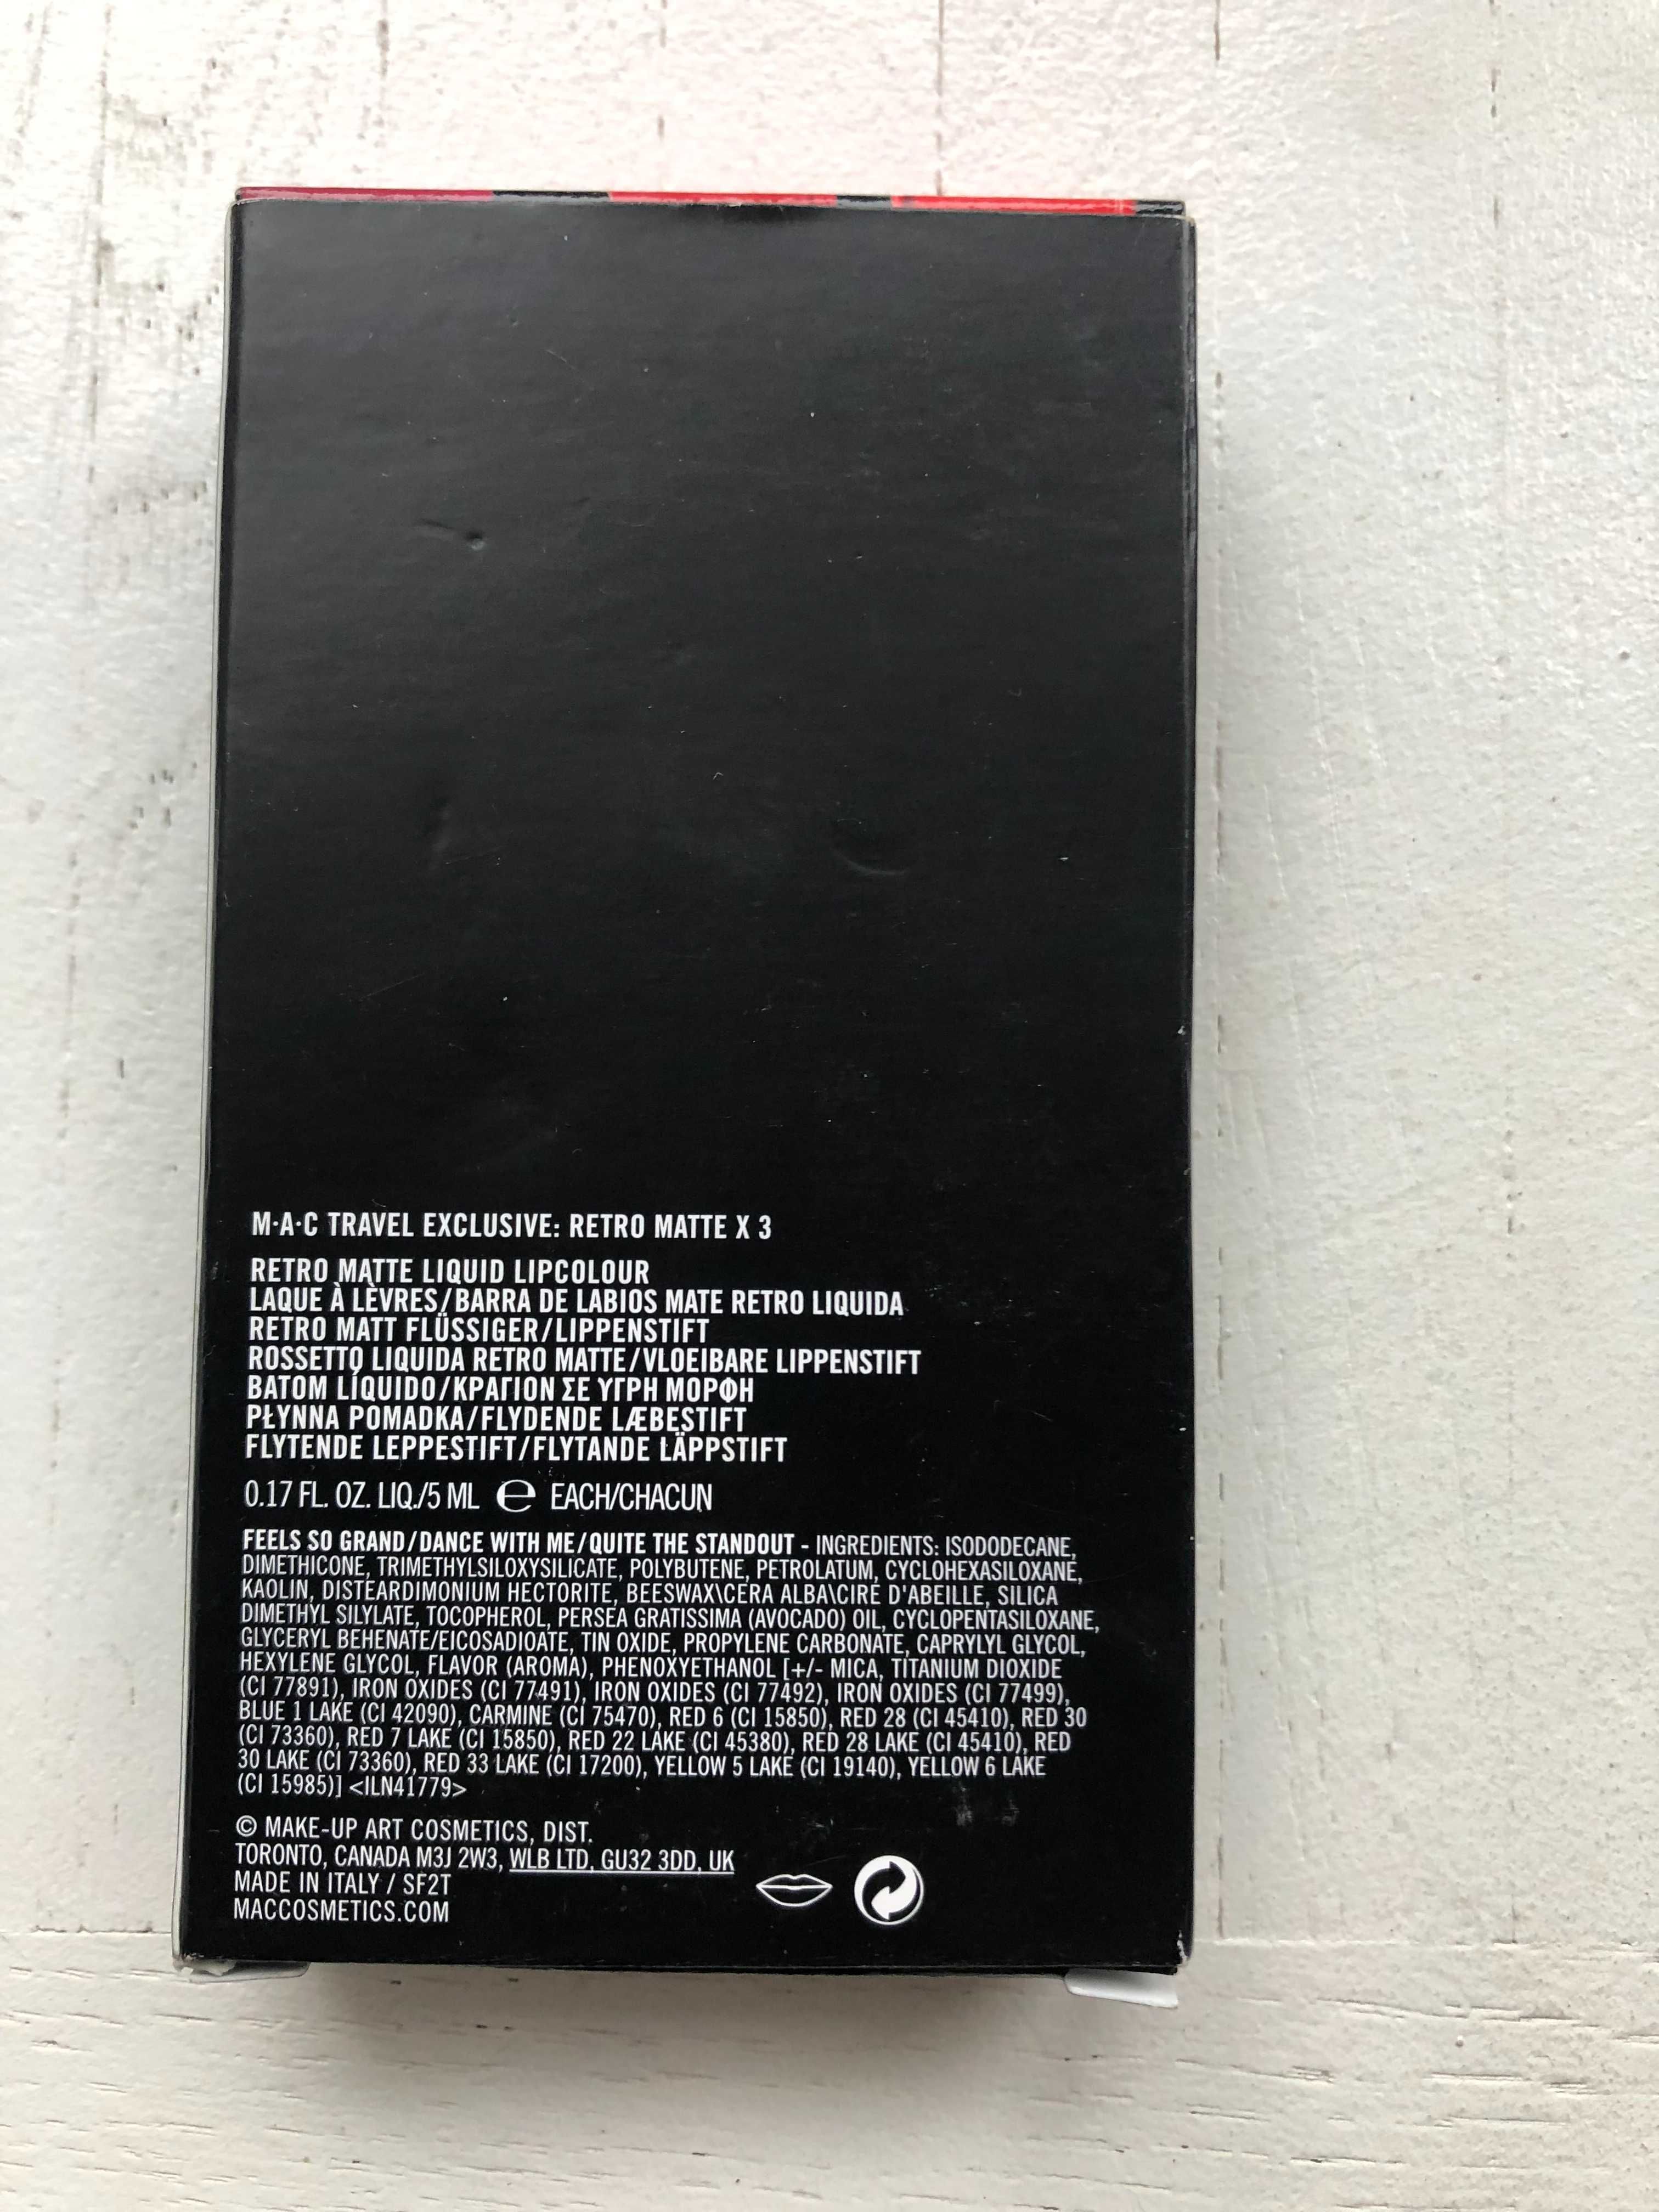 M·A·C TRAVEL EXCLUSIVE: RETRO MATTE X 3
RETRO MATTE LIQUID LIPCOLOUR
LAQUE À LÈVRES/BARRA DE LABIOS MATE RETRO LIQUIDA
RETRO MATT FLÜSSIGER/LIPPENSTIFT
ROSSETTO LIQUIDA RETRO MATTE/VLOEIBARE LIPPENSTIFT
BATOM LÍQUIDO/ΚΡΑΓΙΟΝ ΣΕ ΥΓΡΗ ΜΟΡΦΗ
PŁYNNA POMADKA/FLYDENDE LÆBESTIFT
FLYTENDE LEPPESTIFT/FLYTANDE LÄPPSTIFT
0.17 FL. OZ. LIQ./5 ML ℮ EACH/CHACUN
FEELS SO GRAND/DANCE WITH ME/QUITE THE STANDOUT - INGREDIENTS: ISODODECANE,
DIMETHICONE, TRIMETHYLSILOXYSILICATE, POLYBUTENE, PETROLATUM, CYCLOHEXASILOXANE,
KAOLIN, DISTEARDIMONIUM HECTORITE, BEESWAX\CERA ALBA\CIRE D'ABEILLE, SILICA
DIMETHYL SILYLATE, TOCOPHEROL, PERSEA GRATISSIMA (AVOCADO) OIL, CYCLOPENTASILOXANE,
GLYCERYL BEHENATE/EICOSADIOATE, TIN OXIDE, PROPYLENE CARBONATE, CAPRYLYL GLYCOL,
HEXYLENE GLYCOL, FLAVOR (AROMA), PHENOXYETHANOL [+/- MICA, TITANIUM DIOXIDE
(CI 77891), IRON OXIDES (CI 77491), IRON OXIDES (CI 77492), IRON OXIDES (CI 77499),
BLUE 1 LAKE (CI 42090), CARMINE (CI 75470), RED 6 (CI 15850), RED 28 (CI 45410), RED 30
(CI 73360), RED 7 LAKE (CI 15850), RED 22 LAKE (CI 45380), RED 28 LAKE (CI 45410), RED
30 LAKE (CI 73360), RED 33 LAKE (CI 17200), YELLOW 5 LAKE (CI 19140), YELLOW 6 LAKE
(CI 15985)] <ILN41779>
© MAKE-UP ART COSMETICS, DIST.
TORONTO, CANADA M3J 2W3, WLB LTD, GU32 3DD, UK
MADE IN ITALY / SF2T
MACCOSMETICS.COM